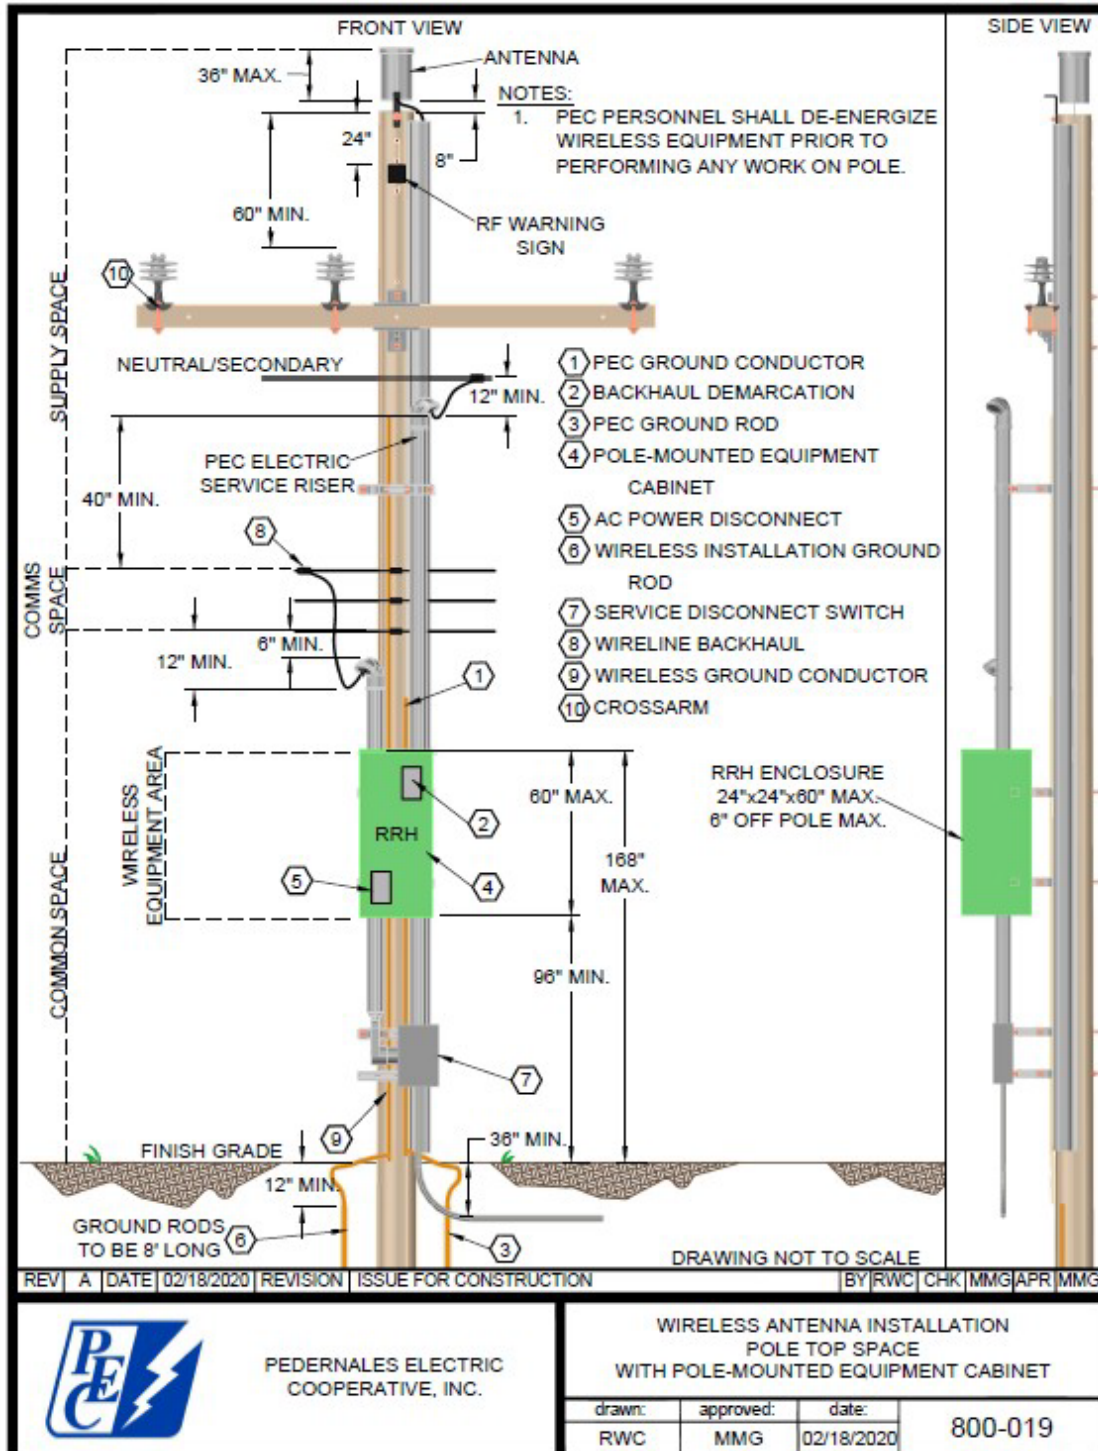 FRONT VIEW
SIDE VIEW
36" MAX.
ANTENNA
NOTES:
1. PEC PERSONNEL SHALL DE-ENERGIZE
WIRELESS EQUIPMENT PRIOR TO
PERFORMING ANY WORK ON POLE.
24"
8"
60" MIN.
RF WARNING
SIGN
10
SUPPLY SPACE
NEUTRAL/SECONDARY
12" MIN.
1 PEC GROUND CONDUCTOR
2 BACKHAUL DEMARCATION
3 PEC GROUND ROD
4 POLE-MOUNTED EQUIPMENT
CABINET
5 AC POWER DISCONNECT
6 WIRELESS INSTALLATION GROUND
ROD
7 SERVICE DISCONNECT SWITCH
8 WIRELINE BACKHAUL
9 WIRELESS GROUND CONDUCTOR
10 CROSSARM
PEC ELECTRIC
SERVICE RISER
40" MIN.
8
COMMS
SPACE
6" MIN.
12" MIN.
1
WIRELESS
EQUIPMENT AREA
60" MAX.
RRH
2
5
4
168"
MAX.
RRH ENCLOSURE
24"x24"x60" MAX.
6" OFF POLE MAX.
COMMON SPACE
96" MIN.
7
9
36" MIN.
FINISH GRADE
12" MIN.
GROUND RODS
TO BE 8' LONG
6
3
DRAWING NOT TO SCALE
REV A DATE 02/18/2020 REVISION ISSUE FOR CONSTRUCTION BY RWC CHK MMG APR MMG
PEC
PEDERNALES ELECTRIC
COOPERATIVE, INC.
WIRELESS ANTENNA INSTALLATION
POLE TOP SPACE
WITH POLE-MOUNTED EQUIPMENT CABINET
drawn: approved: date:
RWC MMG 02/18/2020
800-019